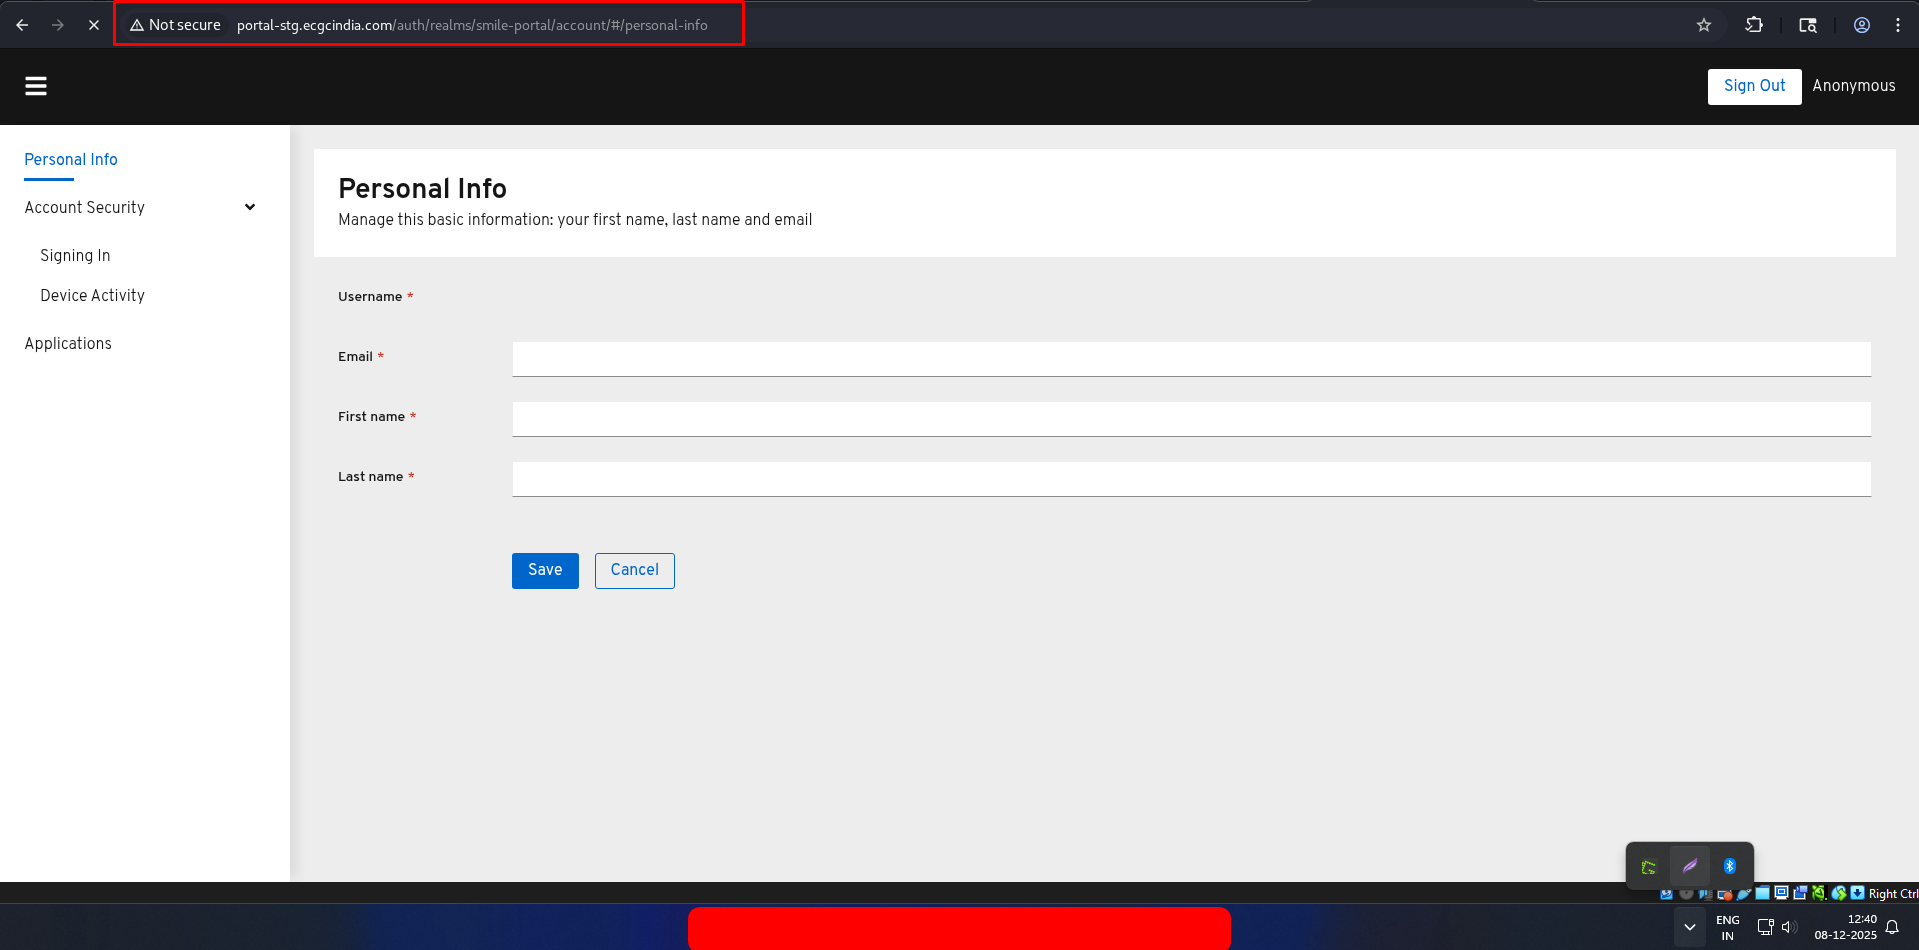 Not secure portal-stg.ecgcindia.com/auth/realms/smile-portal/account/#/personal-info
Sign Out Anonymous
Personal Info
Account Security
Signing In
Device Activity
Applications
Personal Info
Manage this basic information: your first name, last name and email
Username *
Email *
First name *
Last name *
Save Cancel
Right Ctrl
ENG
IN
12:40
08-12-2025